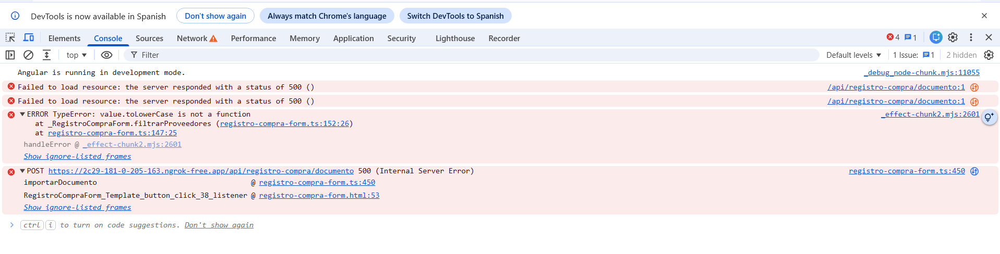 DevTools is now available in Spanish Don't show again Always match Chrome's language Switch DevTools to Spanish
Elements Console Sources Network Performance Memory Application Security Lighthouse Recorder 4 1
top Filter Default levels 1 Issue: 1 2 hidden
Angular is running in development mode. _debug_node-chunk.mjs:11055
Failed to load resource: the server responded with a status of 500 () /api/registro-compra/documento:1
Failed to load resource: the server responded with a status of 500 () /api/registro-compra/documento:1
ERROR TypeError: value.toLowerCase is not a function _effect-chunk2.mjs:2601
at _RegistroCompraForm.filtrarProveedores (registro-compra-form.ts:152:26)
at registro-compra-form.ts:147:25
handleError @ _effect-chunk2.mjs:2601
Show ignore-listed frames
POST https://2c29-181-0-205-163.ngrok-free.app/api/registro-compra/documento 500 (Internal Server Error) registro-compra-form.ts:450
importarDocumento @ registro-compra-form.ts:450
RegistroCompraForm_Template_button_click_38_listener @ registro-compra-form.html:53
Show ignore-listed frames
ctrl i to turn on code suggestions. Don't show again